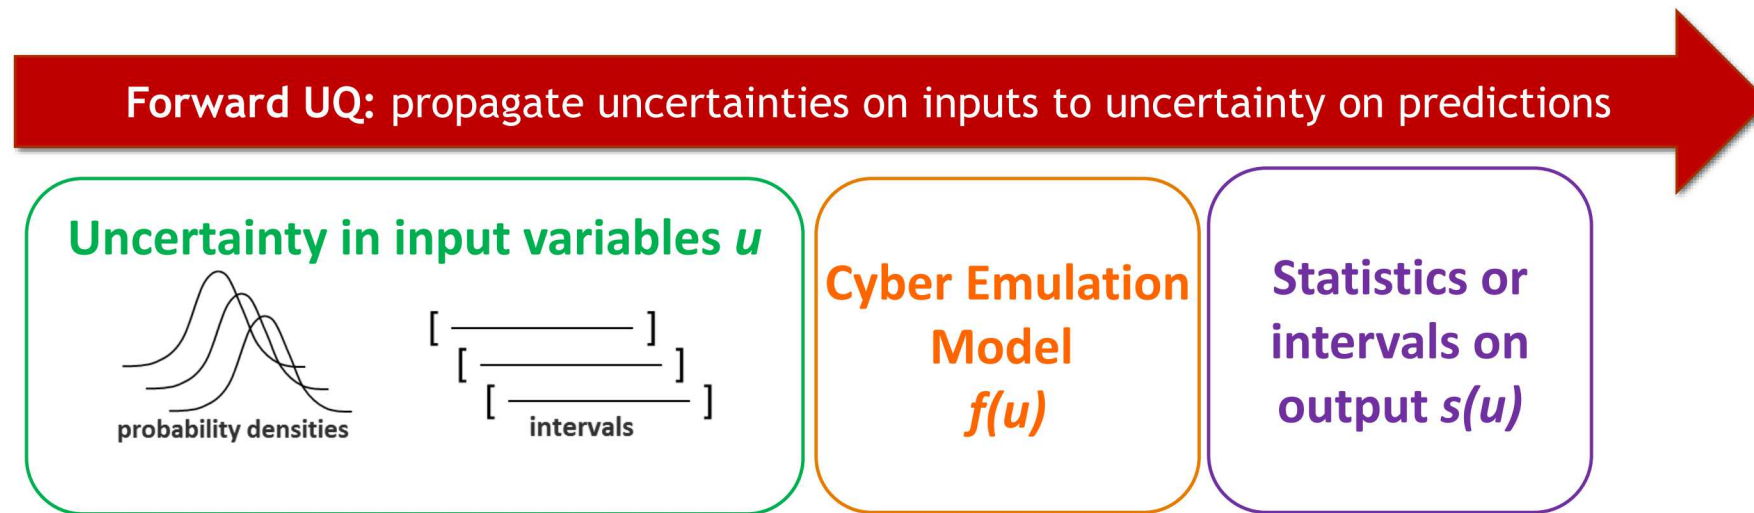 Forward UQ: propagate uncertainties on inputs to uncertainty on predictions
Uncertainty in input variables u
[ ]
[ ]
[ ]
probability densities
intervals
Cyber Emulation
Model
f(u)
Statistics or
intervals on
output s(u)